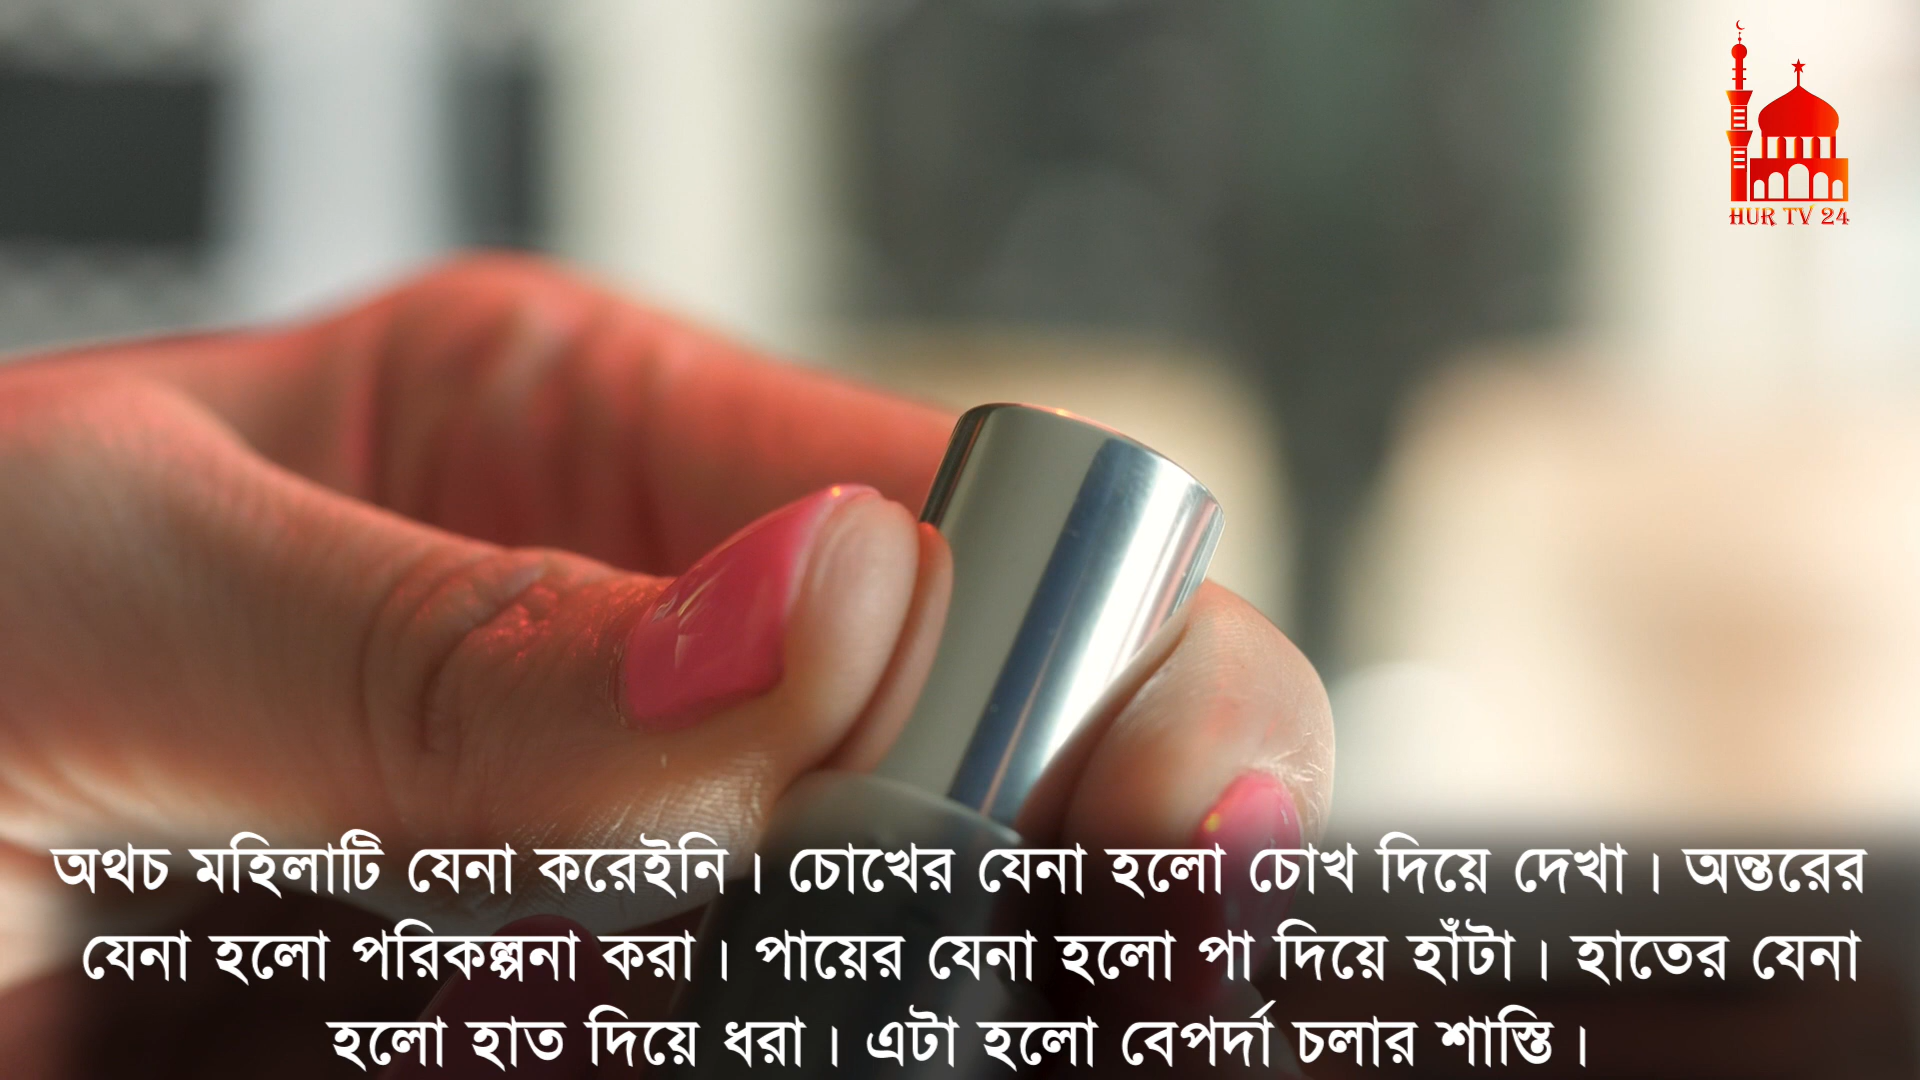 HUR TV 24
অথচ মহিলাটি যেনা করেইনি। চোখের যেনা হলো চোখ দিয়ে দেখা। অন্তরের
যেনা হলো পরিকল্পনা করা। পায়ের যেনা হলো পা দিয়ে হাঁটা। হাতের যেনা
হলো হাত দিয়ে ধরা। এটা হলো বেপর্দা চলার শাস্তি।